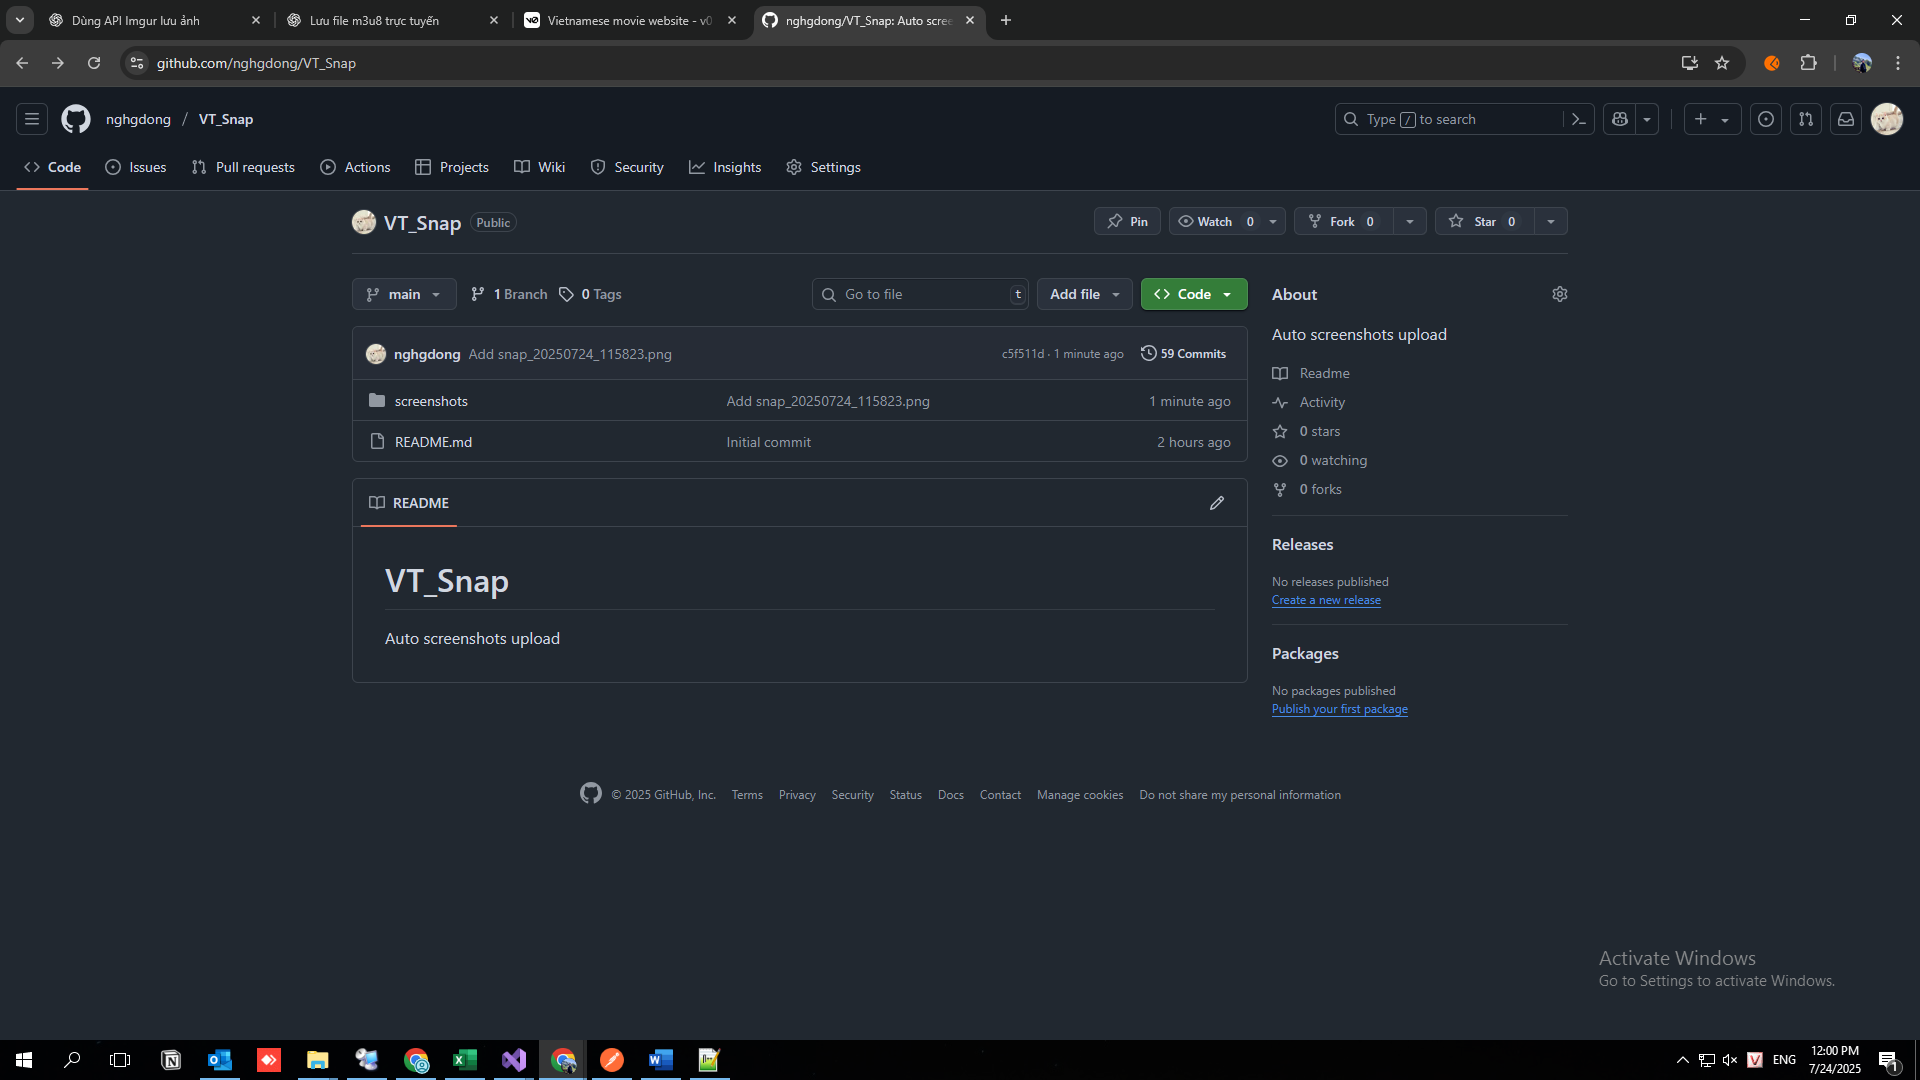 Dùng API Imgur lưu ảnh
Lưu file m3u8 trực tuyến
Vietnamese movie website - v0
nghgdong/VT_Snap: Auto scree
github.com/nghgdong/VT_Snap
nghgdong / VT_Snap
Type / to search
Code
Issues
Pull requests
Actions
Projects
Wiki
Security
Insights
Settings
VT_Snap Public
Pin
Watch 0
Fork 0
Star 0
main
1 Branch
0 Tags
Go to file t
Add file
Code
nghgdong Add snap_20250724_115823.png
c5f511d · 1 minute ago
59 Commits
screenshots
Add snap_20250724_115823.png
1 minute ago
README.md
Initial commit
2 hours ago
README
VT_Snap
Auto screenshots upload
About
Auto screenshots upload
Readme
Activity
0 stars
0 watching
0 forks
Releases
No releases published
Create a new release
Packages
No packages published
Publish your first package
© 2025 GitHub, Inc.
Terms
Privacy
Security
Status
Docs
Contact
Manage cookies
Do not share my personal information
Activate Windows
Go to Settings to activate Windows.
ENG
12:00 PM
7/24/2025
1